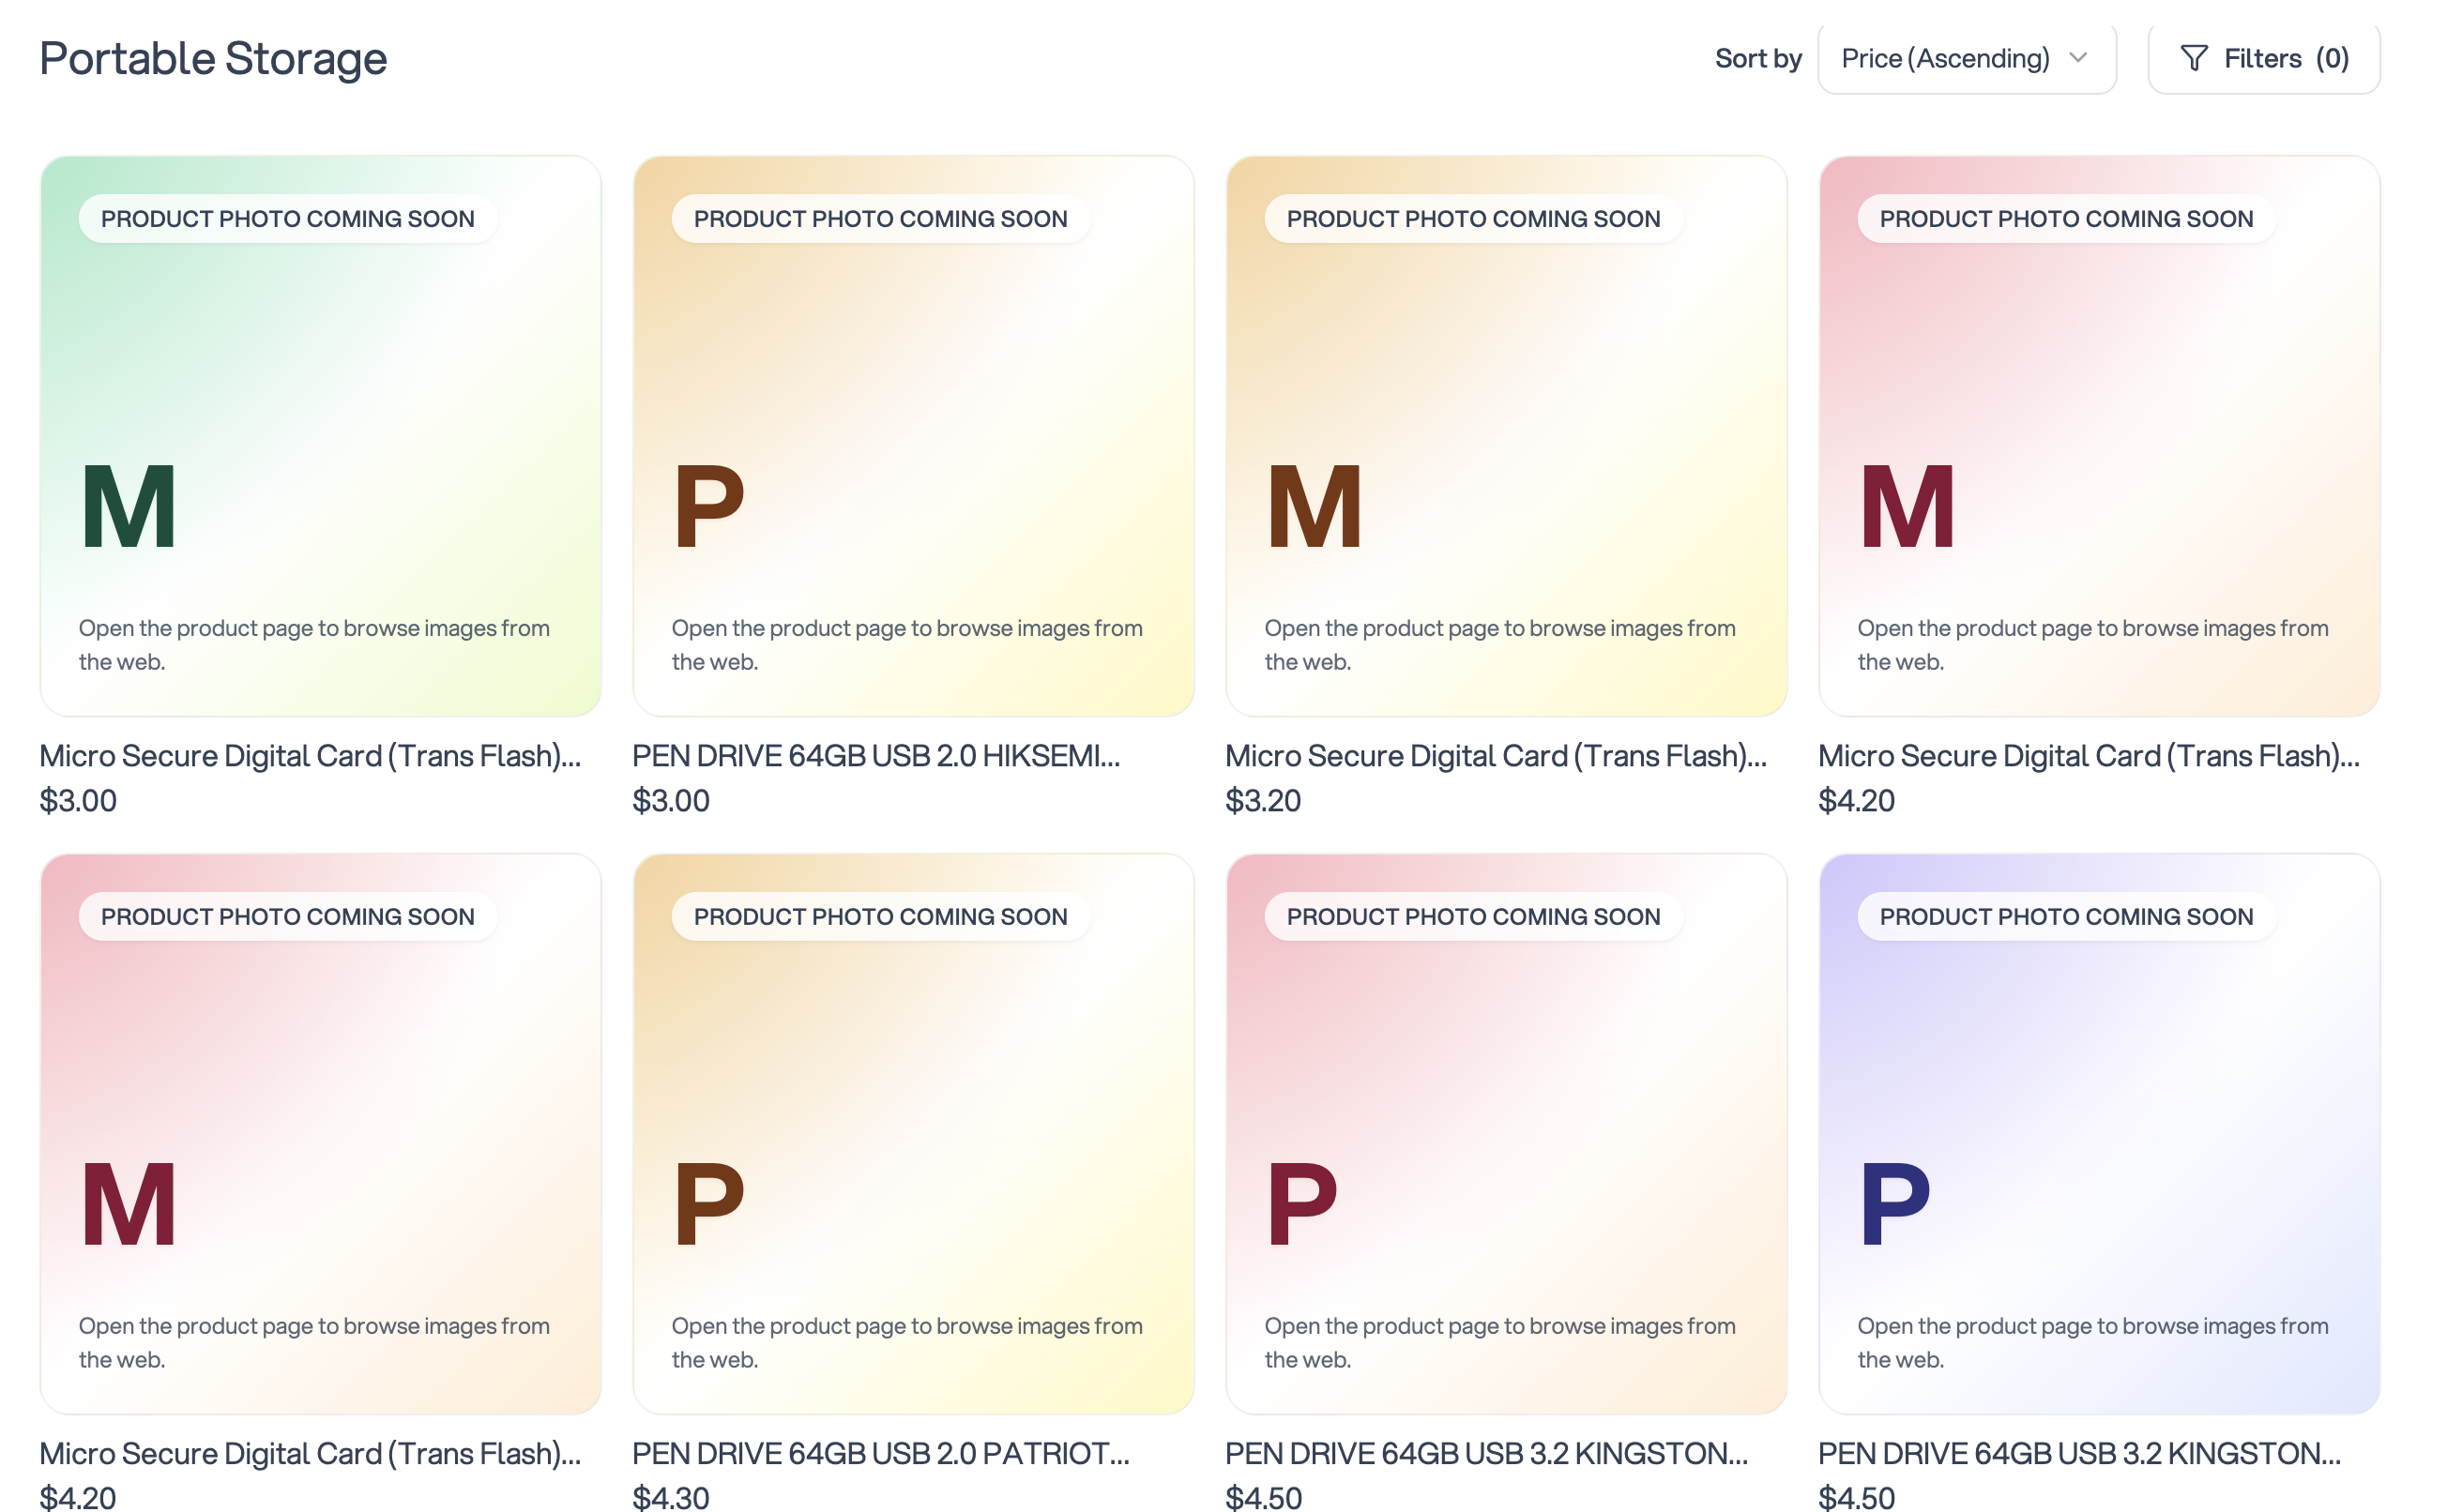 Portable Storage
Sort by Price (Ascending) Filters (0)
PRODUCT PHOTO COMING SOON
M
Open the product page to browse images from
the web.
Micro Secure Digital Card (Trans Flash)...
$3.00
PRODUCT PHOTO COMING SOON
P
Open the product page to browse images from
the web.
PEN DRIVE 64GB USB 2.0 HIKSEMI...
$3.00
PRODUCT PHOTO COMING SOON
M
Open the product page to browse images from
the web.
Micro Secure Digital Card (Trans Flash)...
$3.20
PRODUCT PHOTO COMING SOON
M
Open the product page to browse images from
the web.
Micro Secure Digital Card (Trans Flash)...
$4.20
PRODUCT PHOTO COMING SOON
M
Open the product page to browse images from
the web.
Micro Secure Digital Card (Trans Flash)...
$4.20
PRODUCT PHOTO COMING SOON
P
Open the product page to browse images from
the web.
PEN DRIVE 64GB USB 2.0 PATRIOT...
$4.30
PRODUCT PHOTO COMING SOON
P
Open the product page to browse images from
the web.
PEN DRIVE 64GB USB 3.2 KINGSTON...
$4.50
PRODUCT PHOTO COMING SOON
P
Open the product page to browse images from
the web.
PEN DRIVE 64GB USB 3.2 KINGSTON...
$4.50